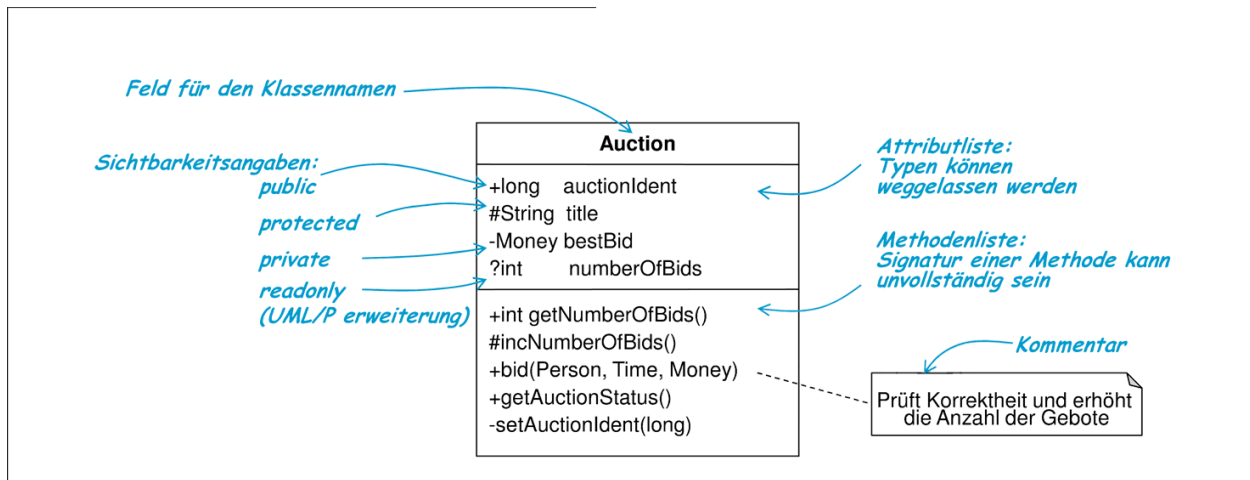 Feld für den Klassennamen
Sichtbarkeitsangaben:
public
protected
private
readonly
(UML/P erweiterung)
Auction
+long auctionIdent
#String title
-Money bestBid
?int numberOfBids
+int getNumberOfBids()
#incNumberOfBids()
+bid(Person, Time, Money)
+getAuctionStatus()
-setAuctionIdent(long)
Attributliste:
Typen können
weggelassen werden
Methodenliste:
Signatur einer Methode kann
unvollständig sein
Kommentar
Prüft Korrektheit und erhöht
die Anzahl der Gebote